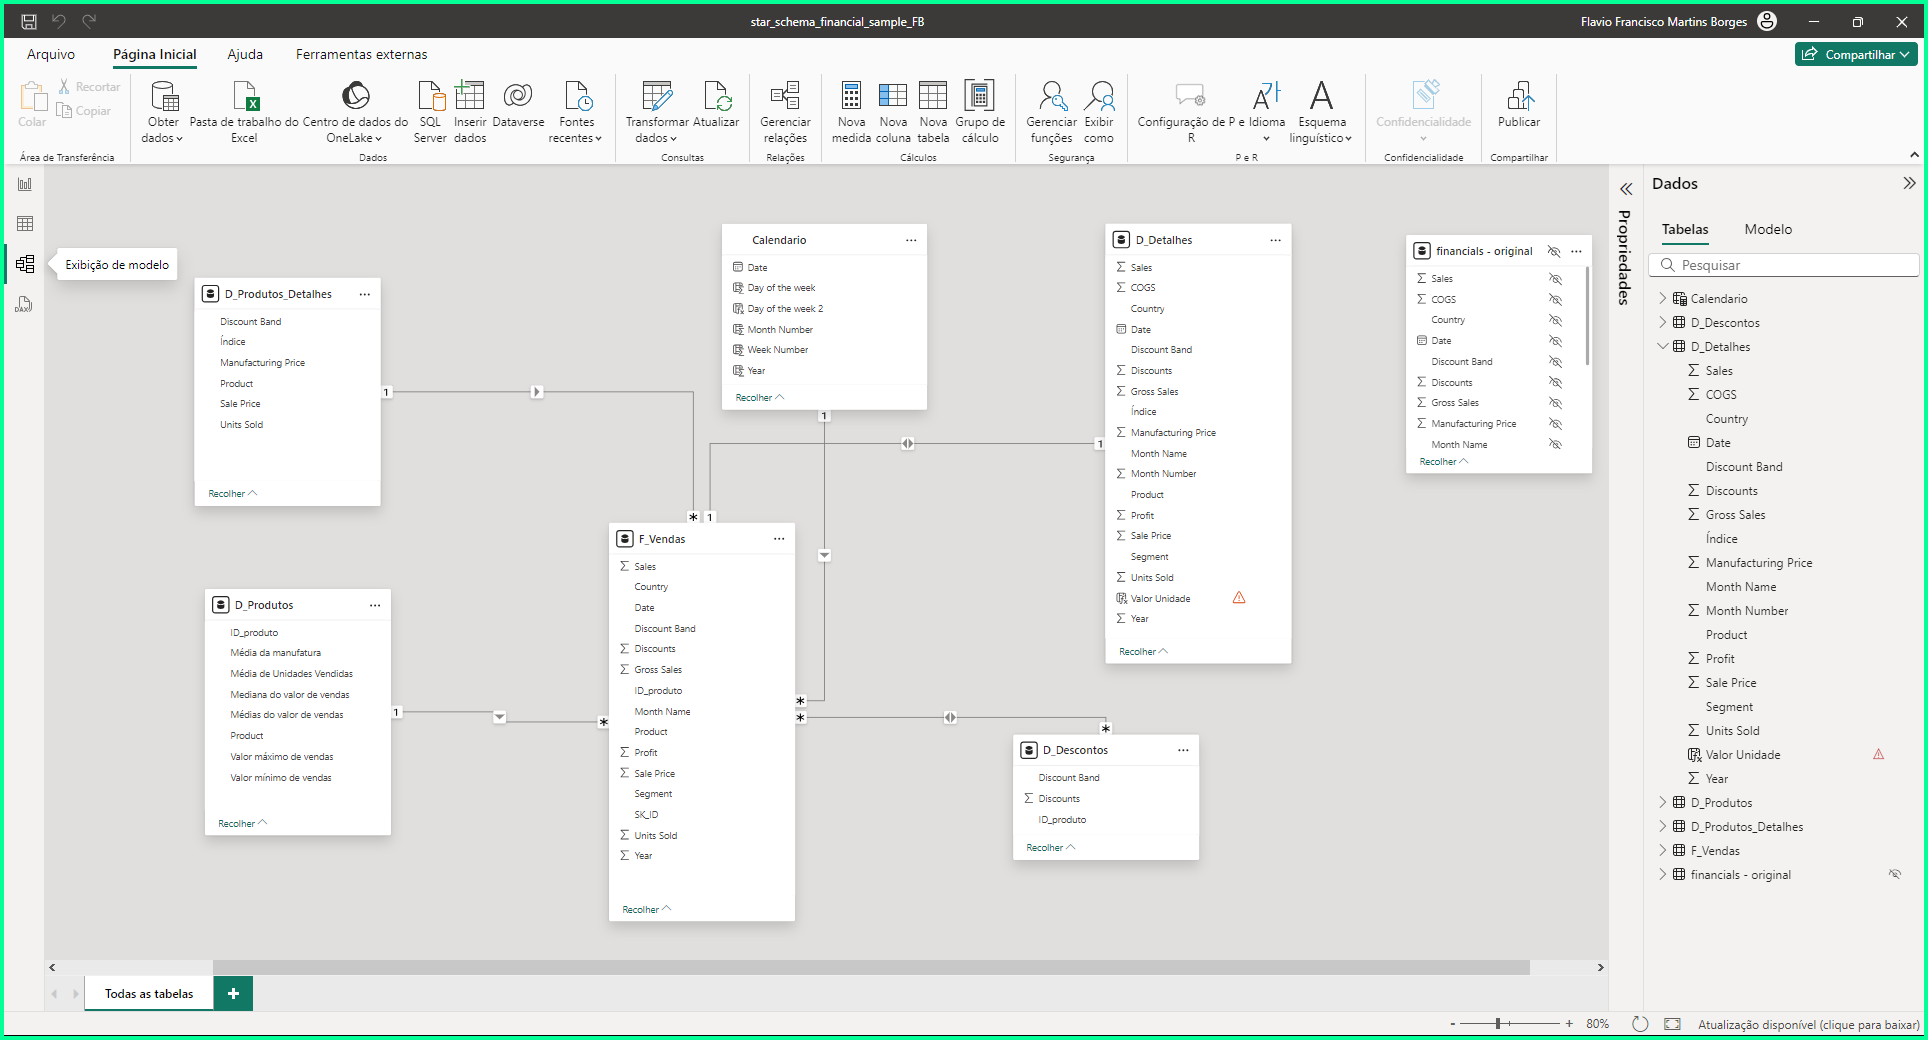 star_schema_financial_sample_FB
Flavio Francisco Martins Borges
Arquivo
Página Inicial
Ajuda
Ferramentas externas
Compartilhar
Colar
Recortar
Copiar
Área de Transferência
Obter
dados
Pasta de trabalho do
Excel
Centro de dados do
OneLake
SQL
Server
Inserir
dados
Dataverse
Fontes
recentes
Dados
Transformar
dados
Atualizar
Consultas
Gerenciar
relações
Relações
Nova
medida
Nova
coluna
Nova
tabela
Grupo de
cálculo
Cálculos
Gerenciar
funções
Exibir
como
Segurança
Configuração de P e
R
Idioma
Esquema
linguístico
P e R
Confidencialidade
Confidencialidade
Publicar
Compartilhar
DAX
Exibição de modelo
D_Produtos_Detalhes
Discount Band
Índice
Manufacturing Price
Product
Sale Price
Units Sold
Recolher
D_Produtos
ID_produto
Média da manufatura
Média de Unidades Vendidas
Mediana do valor de vendas
Médias do valor de vendas
Product
Valor máximo de vendas
Valor mínimo de vendas
Recolher
Calendario
Date
Day of the week
Day of the week 2
Month Number
Week Number
Year
Recolher
1
1
1
1
1
*
*
*
*
*
F_Vendas
Sales
Country
Date
Discount Band
Discounts
Gross Sales
ID_produto
Month Name
Product
Profit
Sale Price
Segment
SK_ID
Units Sold
Year
Recolher
D_Detalhes
Sales
COGS
Country
Date
Discount Band
Discounts
Gross Sales
Índice
Manufacturing Price
Month Name
Month Number
Product
Profit
Sale Price
Segment
Units Sold
Valor Unidade
Year
Recolher
D_Descontos
Discount Band
Discounts
ID_produto
Recolher
financials - original
Sales
COGS
Country
Date
Discount Band
Discounts
Gross Sales
Manufacturing Price
Month Name
Recolher
Propriedades
Dados
Tabelas
Modelo
Pesquisar
Calendario
D_Descontos
D_Detalhes
Sales
COGS
Country
Date
Discount Band
Discounts
Gross Sales
Índice
Manufacturing Price
Month Name
Month Number
Product
Profit
Sale Price
Segment
Units Sold
Valor Unidade
Year
D_Produtos
D_Produtos_Detalhes
F_Vendas
financials - original
Todas as tabelas
+
- + 80%
Atualização disponível (clique para baixar)